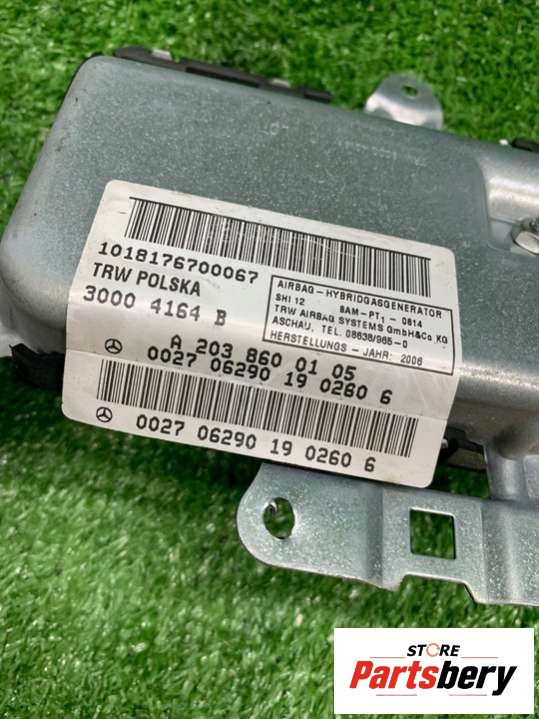 1018176700067
TRW POLSKA
3000 4164 B
AIRBAG-HYBRIDGASGENERATOR
SHI 12 BAM-PT1-0614
TRW AIRBAG SYSTEMS GmbH&Co KG
ASCHAU. TEL. 08638/965-0
HERSTELLUNGS - JAHR: 2006
A 203 860 01 05
0027 06290 19 0260 6
0027 06290 19 0260 6
STORE
Partsbery